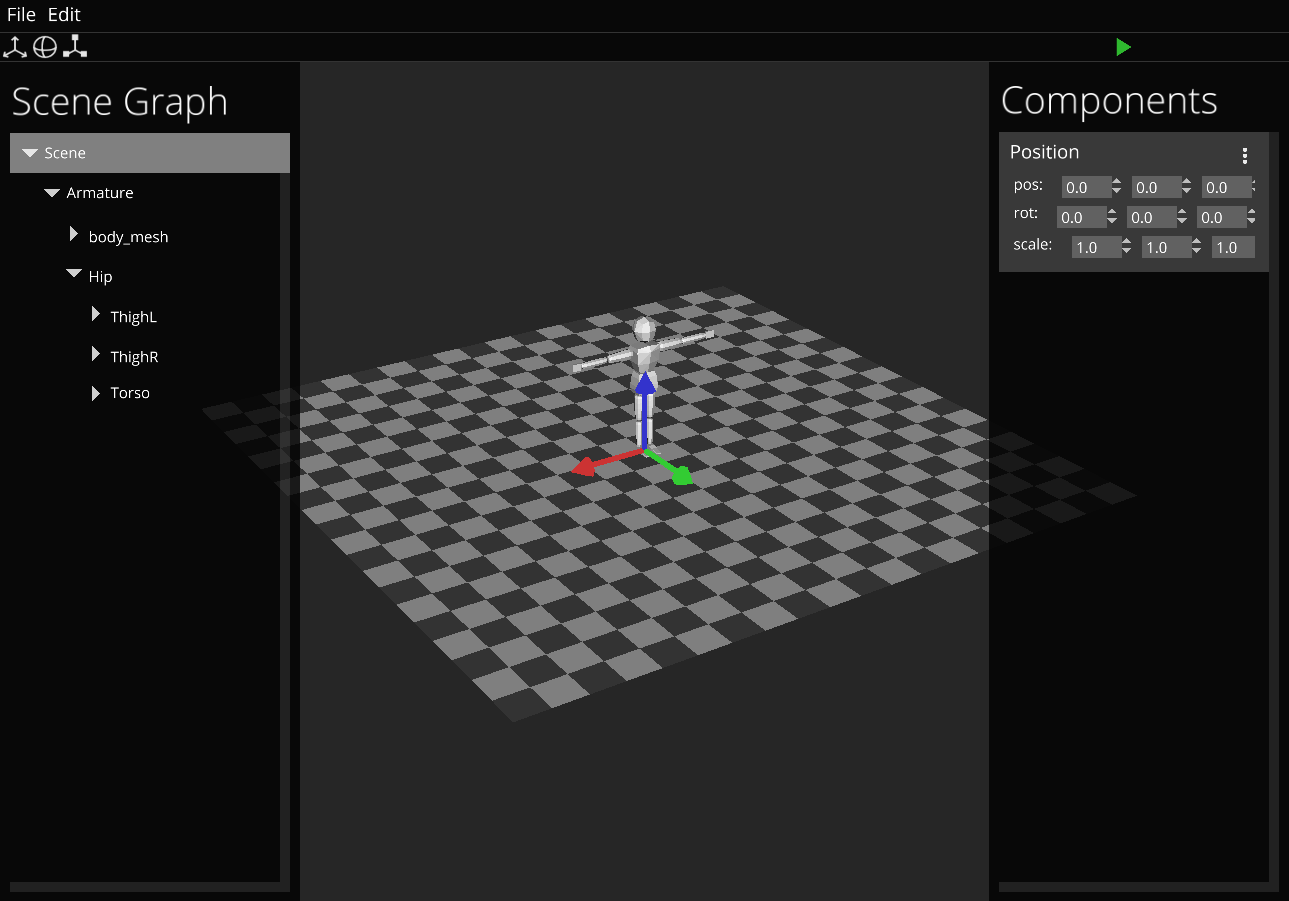 File Edit
Scene Graph
Scene
Armature
body_mesh
Hip
ThighL
ThighR
Torso
Components
Position
pos: 0.0 0.0 0.0
rot: 0.0 0.0 0.0
scale: 1.0 1.0 1.0